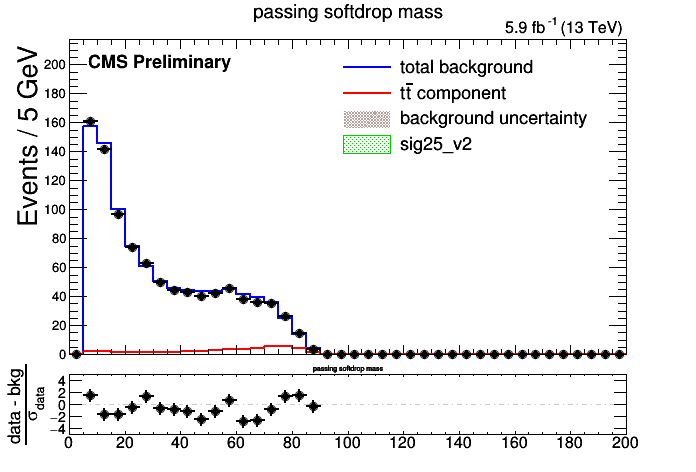 passing softdrop mass
5.9 fb⁻¹ (13 TeV)
CMS Preliminary
total background
tt̄ component
background uncertainty
sig25_v2
Events / 5 GeV
200
180
160
140
120
100
80
60
40
20
0
passing softdrop mass
data - bkg
σdata
4
2
0
−2
−4
0 20 40 60 80 100 120 140 160 180 200